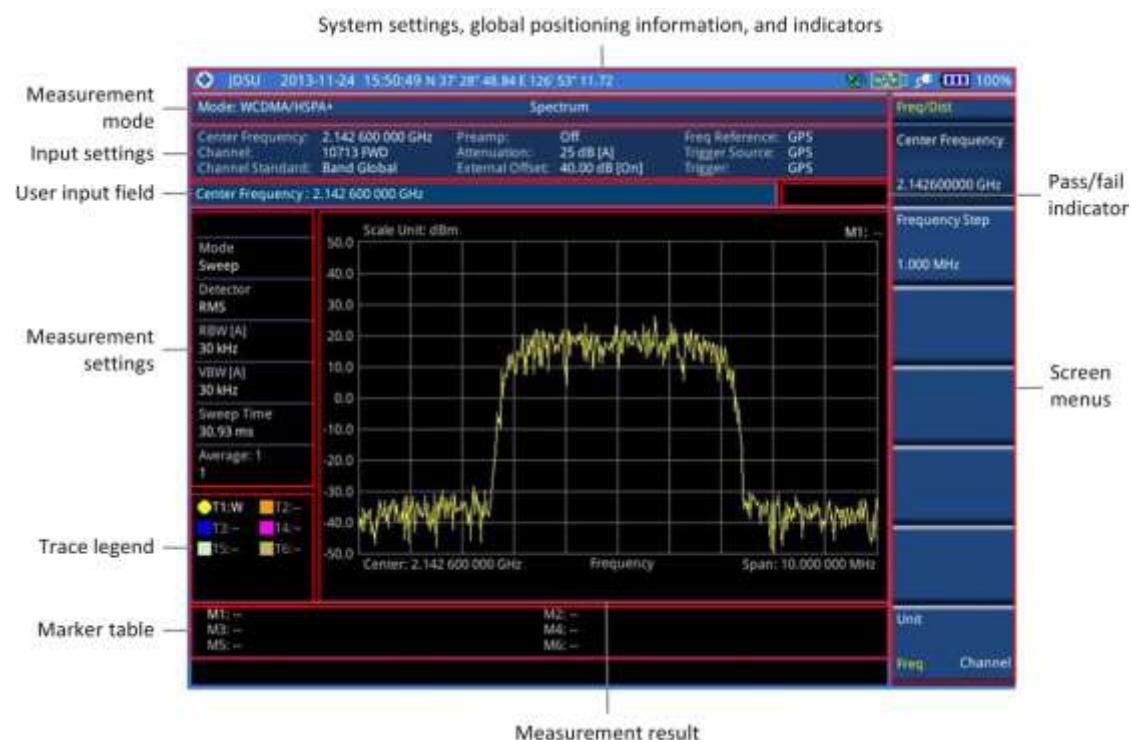 System settings, global positioning information, and indicators
JDSU 2013-11-24 15:50:49 N 37° 28" 48.84 E 126° 53" 11.72 100%
Measurement mode
Mode: WCDMA/HSPA+ Spectrum
Freq/Dist
Input settings
Center Frequency: 2.142 600 000 GHz Preamp: Off Freq Reference: GPS
Channel: 10713 FWD Attenuation: 25 dB [A] Trigger Source: GPS
Channel Standard: Band Global External Offset: 40.00 dB [On] Trigger: GPS
Center Frequency
2.142600000 GHz
User input field
Center Frequency : 2.142 600 000 GHz
Pass/fail indicator
Frequency Step
1.000 MHz
Measurement settings
Mode
Sweep
Detector
RMS
RBW [A]
30 kHz
VBW [A]
30 kHz
Sweep Time
30.93 ms
Average: 1
1
Scale Unit: dBm M1: --
50.0
40.0
30.0
20.0
10.0
0.0
-10.0
-20.0
-30.0
-40.0
-50.0
Center: 2.142 600 000 GHz Frequency Span: 10.000 000 MHz
Screen menus
Trace legend
T1:W T2:--
T3:-- T4:--
T5:-- T6:--
Marker table
M1: -- M2: --
M3: -- M4: --
M5: -- M6: --
Unit
Freq Channel
Measurement result